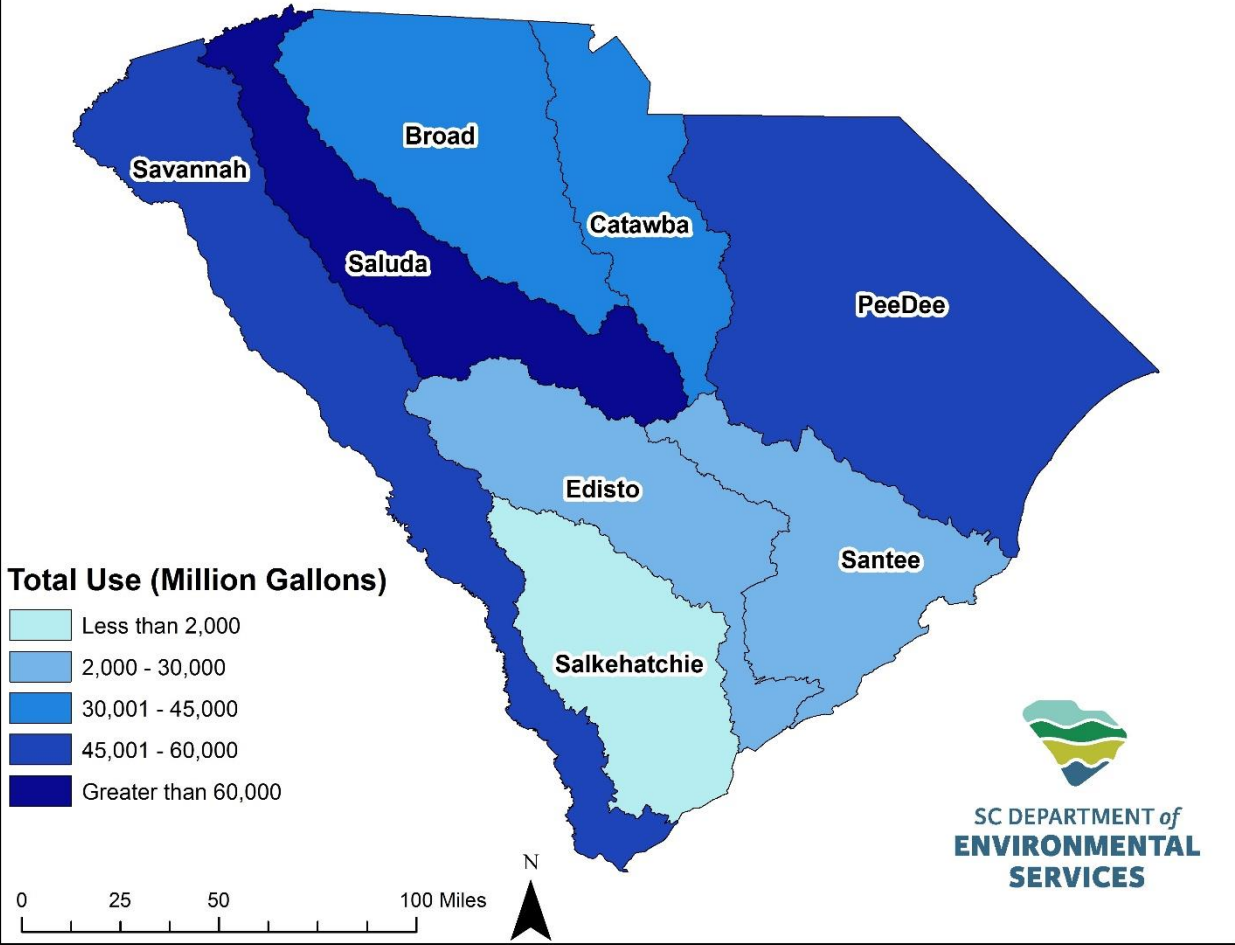 Broad
Savannah
Catawba
Saluda
PeeDee
Edisto
Santee
Salkehatchie
Total Use (Million Gallons)
Less than 2,000
2,000 - 30,000
30,001 - 45,000
45,001 - 60,000
Greater than 60,000
SC DEPARTMENT of
ENVIRONMENTAL
SERVICES
N
0 25 50 100 Miles